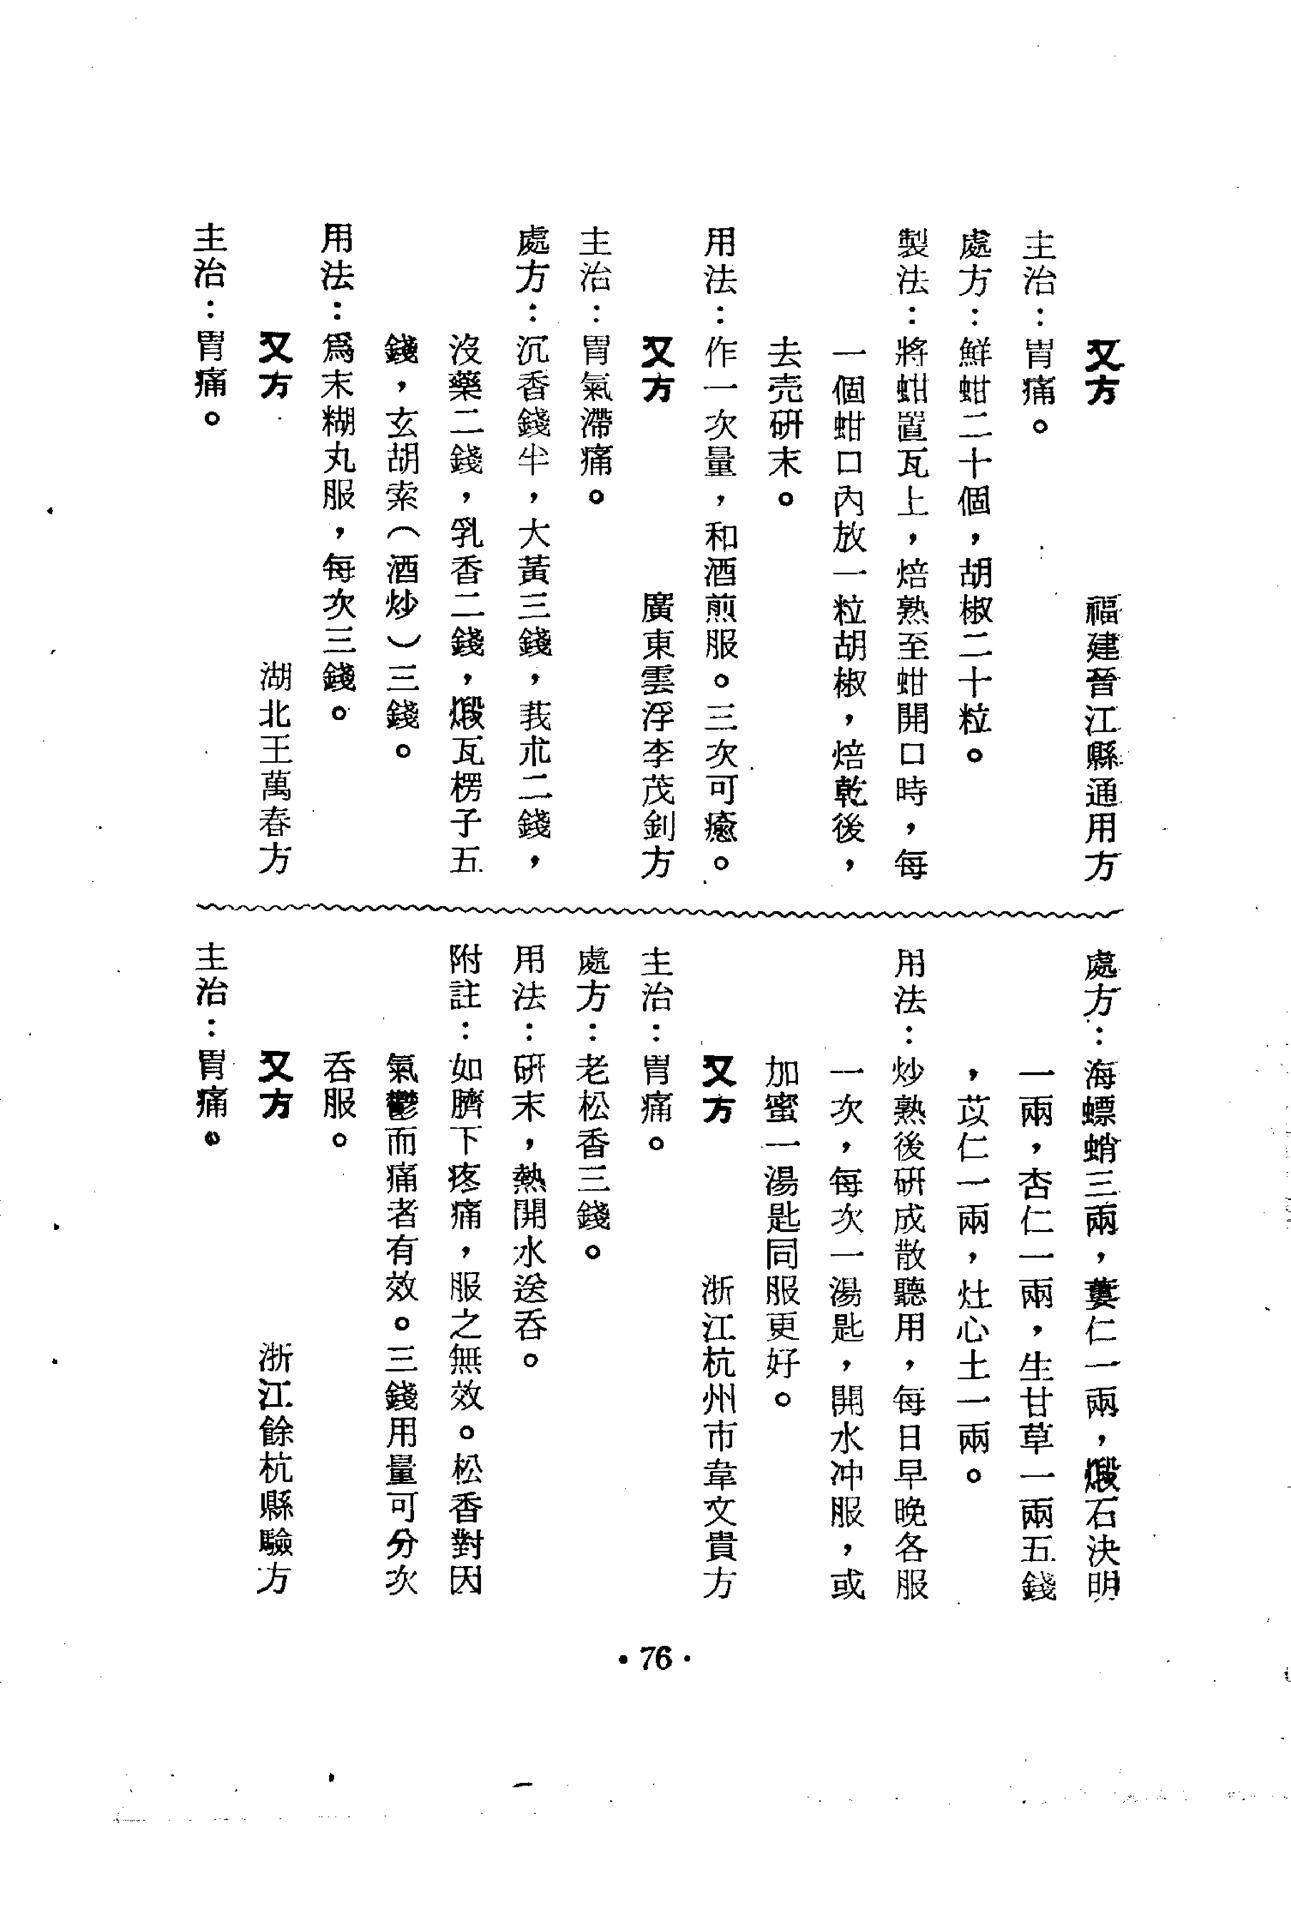 又方　福建晉江縣通用方
主治：胃痛。
處方：鮮蚶二十個，胡椒二十粒。
製法：將蚶置瓦上，焙熟至蚶開口時，每
一個蚶口內放一粒胡椒，焙乾後，
去壳研末。
用法：作一次量，和酒煎服。三次可癒。
又方　廣東雲浮李茂釗方
主治：胃氣滯痛。
處方：沉香錢半，大黃三錢，莪朮二錢，
沒藥二錢，乳香二錢，煅瓦楞子五
錢，玄胡索（酒炒）三錢。
用法：爲末糊丸服，每次三錢。
又方　湖北王萬春方
主治：胃痛。
處方：海螵蛸三兩，蔞仁一兩，煅石決明
一兩，杏仁一兩，生甘草一兩五錢
，苡仁一兩，灶心土一兩。
用法：炒熟後研成散聽用，每日早晚各服
一次，每次一湯匙，開水冲服，或
加蜜一湯匙同服更好。
又方　浙江杭州市韋文貴方
主治：胃痛。
處方：老松香三錢。
用法：研末，熱開水送吞。
附註：如臍下疼痛，服之無效。松香對因
氣鬱而痛者有效。三錢用量可分次
吞服。
又方　浙江餘杭縣驗方
主治：胃痛。
·76·